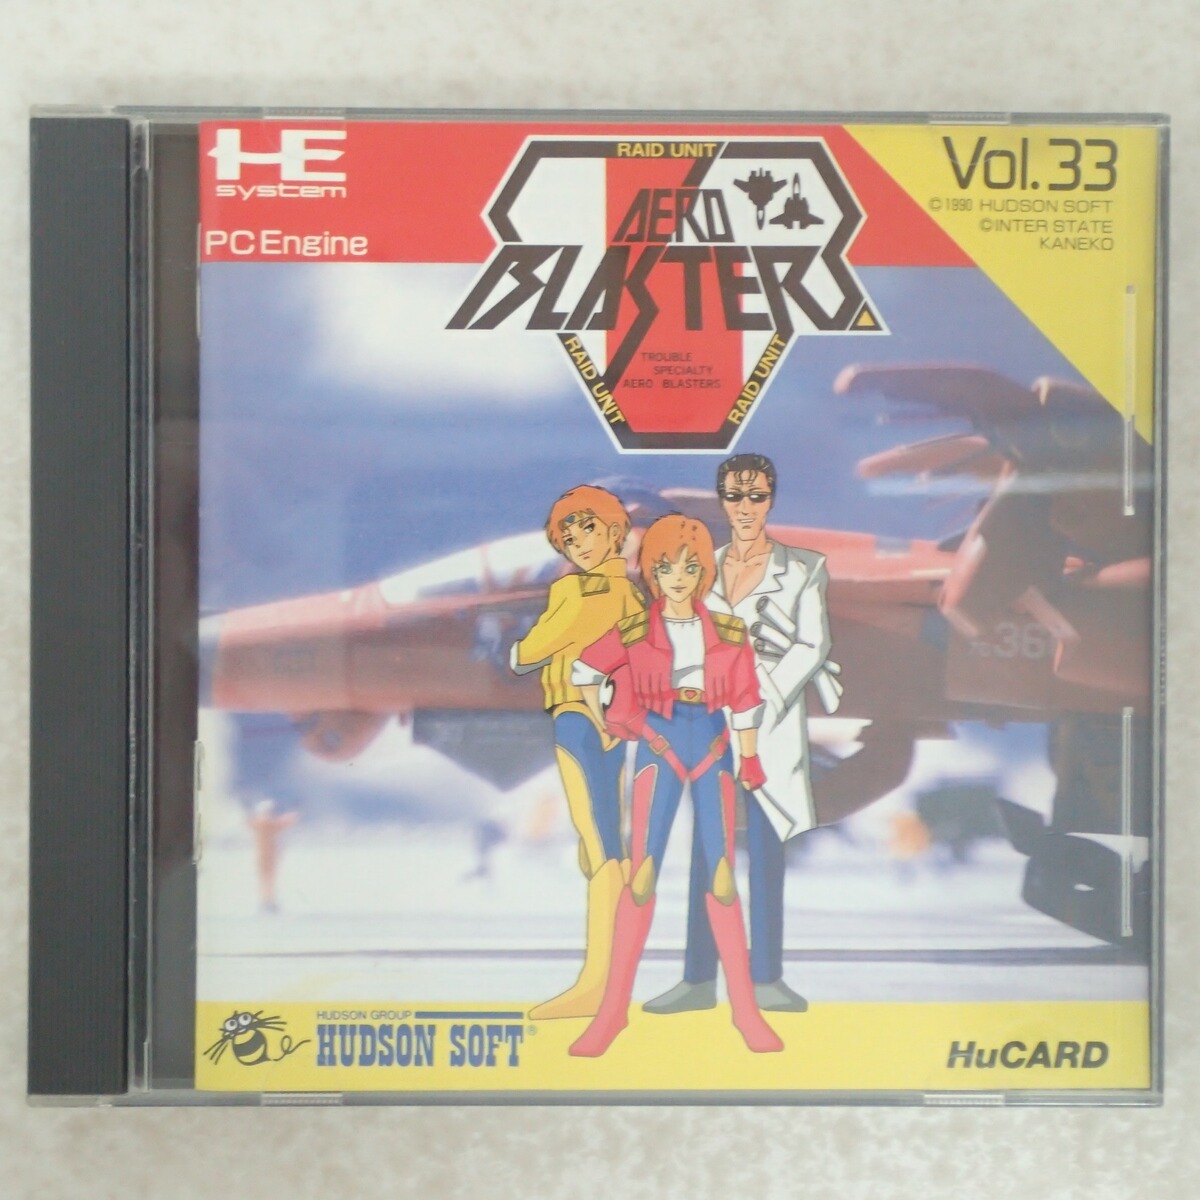 HE
system
PC Engine
RAID UNIT
AERO
BLASTERS
RAID UNIT
RAID UNIT
TROUBLE
SPECIALTY
AERO BLASTERS
Vol.33
©1990 HUDSON SOFT
©INTER STATE
KANEKO
HUDSON GROUP
HUDSON SOFT®
HuCARD